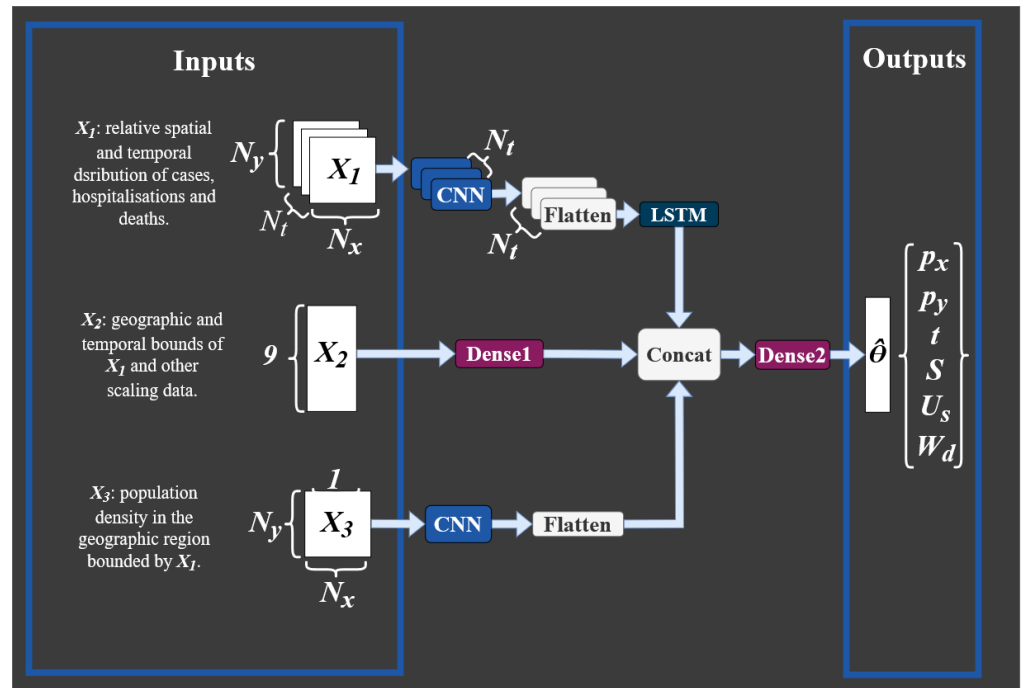 Inputs
Outputs
X1: relative spatial
and temporal
dsribution of cases,
hospitalisations and
deaths.
Ny
X1
Nt
Nx
Nt
CNN
Nt
Flatten
LSTM
X2: geographic and
temporal bounds of
X1 and other
scaling data.
9
X2
Dense1
Concat
Dense2
θ̂
px
py
t
S
Us
Wd
X3: population
density in the
geographic region
bounded by X1.
1
Ny
X3
Nx
CNN
Flatten